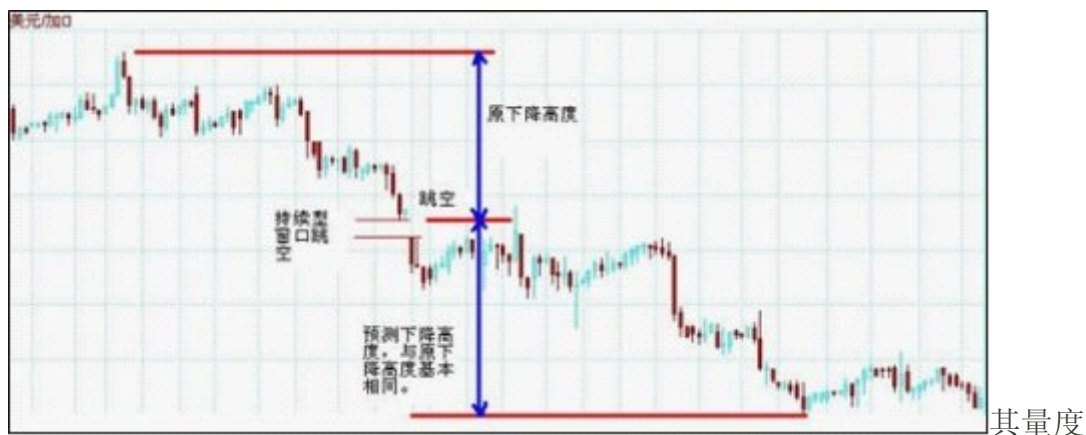 美元/加口
原下降高度
跳空
持续型
窗口跳
空
预测下降高
度，与原下
降高度基本
相同。
其量度